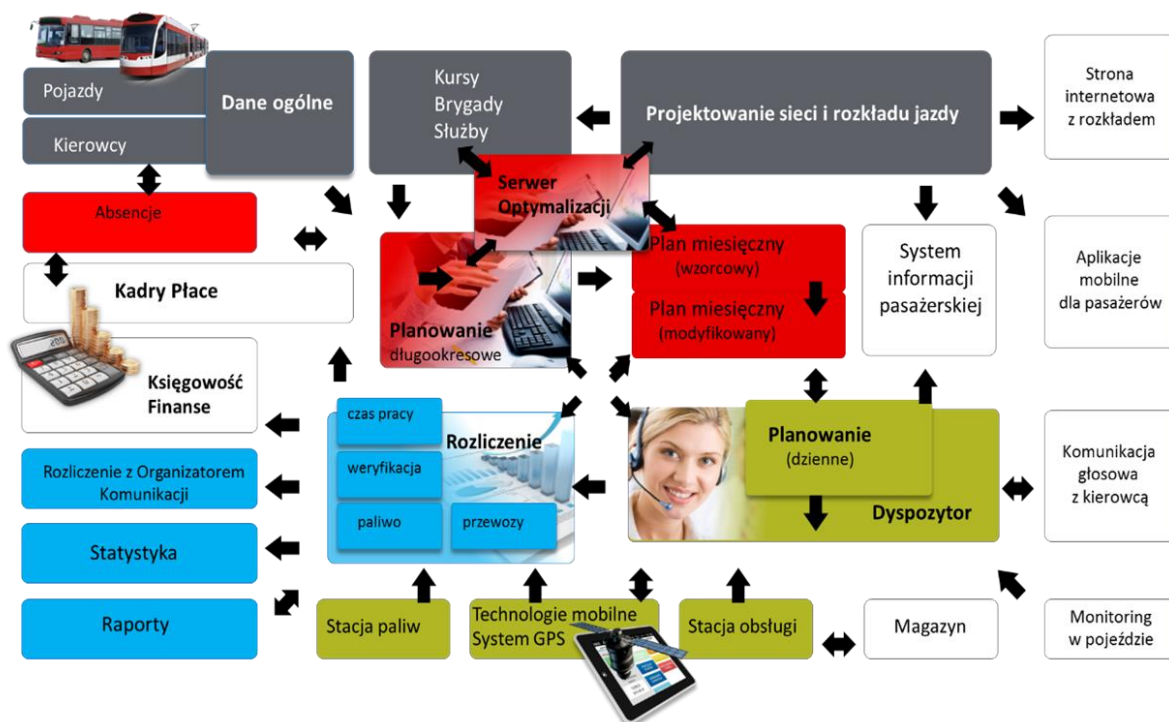 Pojazdy
Kierowcy
Dane ogólne
Kursy
Brygady
Służby
Projektowanie sieci i rozkładu jazdy
Strona
internetowa
z rozkładem
Absencje
Kadry Płace
Księgowość
Finanse
Serwer
Optymalizacji
Planowanie
długookresowe
Plan miesięczny
(wzorcowy)
Plan miesięczny
(modyfikowany)
System
informacji
pasażerskiej
Aplikacje
mobilne
dla pasażerów
czas pracy
weryfikacja
paliwo
przewozy
Rozliczenie
Planowanie
(dzienne)
Dyspozytor
Komunikacja
głosowa
z kierowcą
Rozliczenie z Organizatorem
Komunikacji
Statystyka
Raporty
Stacja paliw
Technologie mobilne
System GPS
Stacja obsługi
Magazyn
Monitoring
w pojeździe